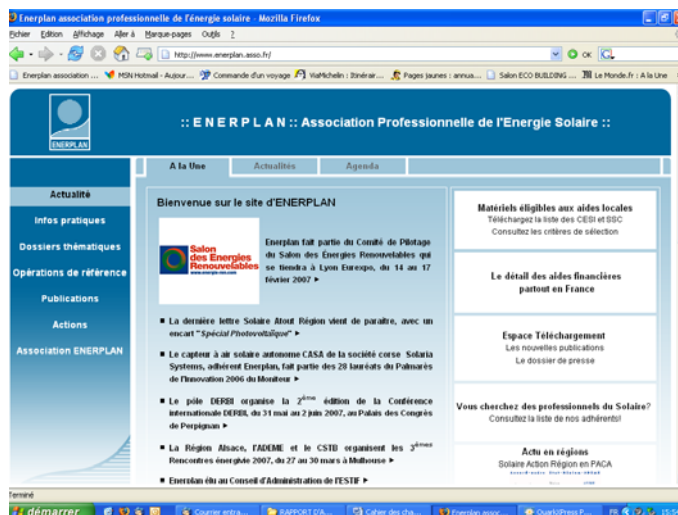 Enerplan association professionnelle de l'énergie solaire - Mozilla Firefox
Fichier Edition Affichage Aller à Marque-pages Outils ?
http://www.enerplan.asso.fr/
OK
Enerplan association ... MSN Hotmail - Aujour... Commande d'un voyage ViaMichelin : Itinérair... Pages jaunes : annua... Salon ECO BUILDING ... Le Monde.fr : A la Une
ENERPLAN
:: E N E R P L A N :: Association Professionnelle de l'Energie Solaire ::
A la Une Actualités Agenda
Actualité
Infos pratiques
Dossiers thématiques
Opérations de référence
Publications
Actions
Association ENERPLAN
Bienvenue sur le site d'ENERPLAN
Salon
des Energies
Renouvelables
www.energie-ren.com
Enerplan fait partie du Comité de Pilotage
du Salon des Énergies Renouvelables qui
se tiendra à Lyon Eurexpo, du 14 au 17
février 2007 ►
■ La dernière lettre Solaire Atout Région vient de paraître, avec un
encart "Spécial Photovoltaïque" ►
■ Le capteur à air solaire autonome CASA de la société corse Solaria
Systems, adhérent Enerplan, fait partie des 28 lauréats du Palmarès
de l'Innovation 2006 du Moniteur ►
■ Le pôle DERBI organise la 2ème édition de la Conférence
internationale DERBI, du 31 mai au 2 juin 2007, au Palais des Congrès
de Perpignan ►
■ La Région Alsace, l'ADEME et le CSTB organisent les 3èmes
Rencontres énergivie 2007, du 27 au 30 mars à Mulhouse ►
■ Enerplan élu au Conseil d'Administration de l'ESTIF ►
Matériels éligibles aux aides locales
Téléchargez la liste des CESI et SSC
Consultez les critères de sélection
Le détail des aides financières
partout en France
Espace Téléchargement
Les nouvelles publications
Le dossier de presse
Vous cherchez des professionnels du Solaire?
Consultez la liste de nos adhérents!
Actu en régions
Solaire Action Région en PACA
Terminé
démarrer Courrier entra... RAPPORT D'A... Cahier des cha... Enerplan assoc... QuarkXPress P... FR 15:5